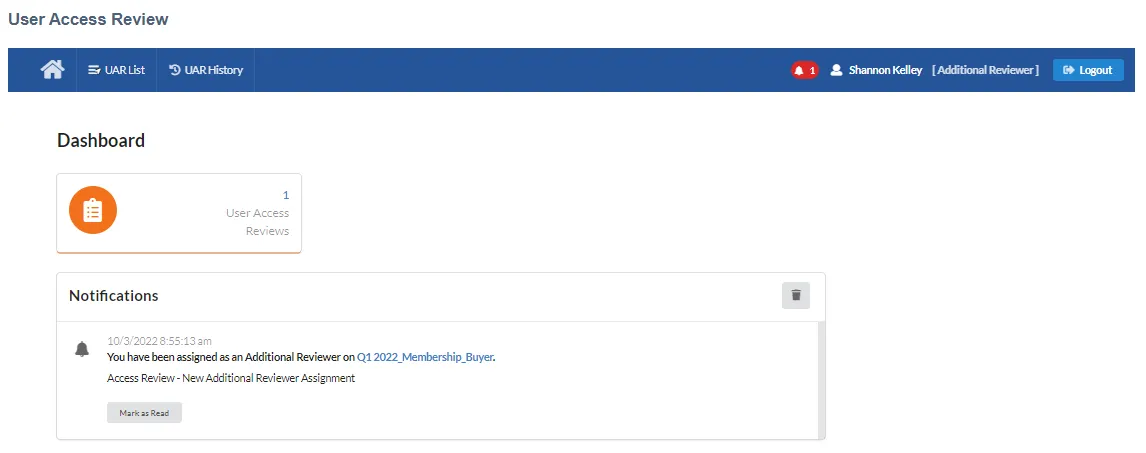 User Access Review
UAR List
UAR History
1
Shannon Kelley
[ Additional Reviewer ]
Logout
Dashboard
1
User Access
Reviews
Notifications
10/3/2022 8:55:13 am
You have been assigned as an Additional Reviewer on Q1 2022_Membership_Buyer.
Access Review - New Additional Reviewer Assignment
Mark as Read